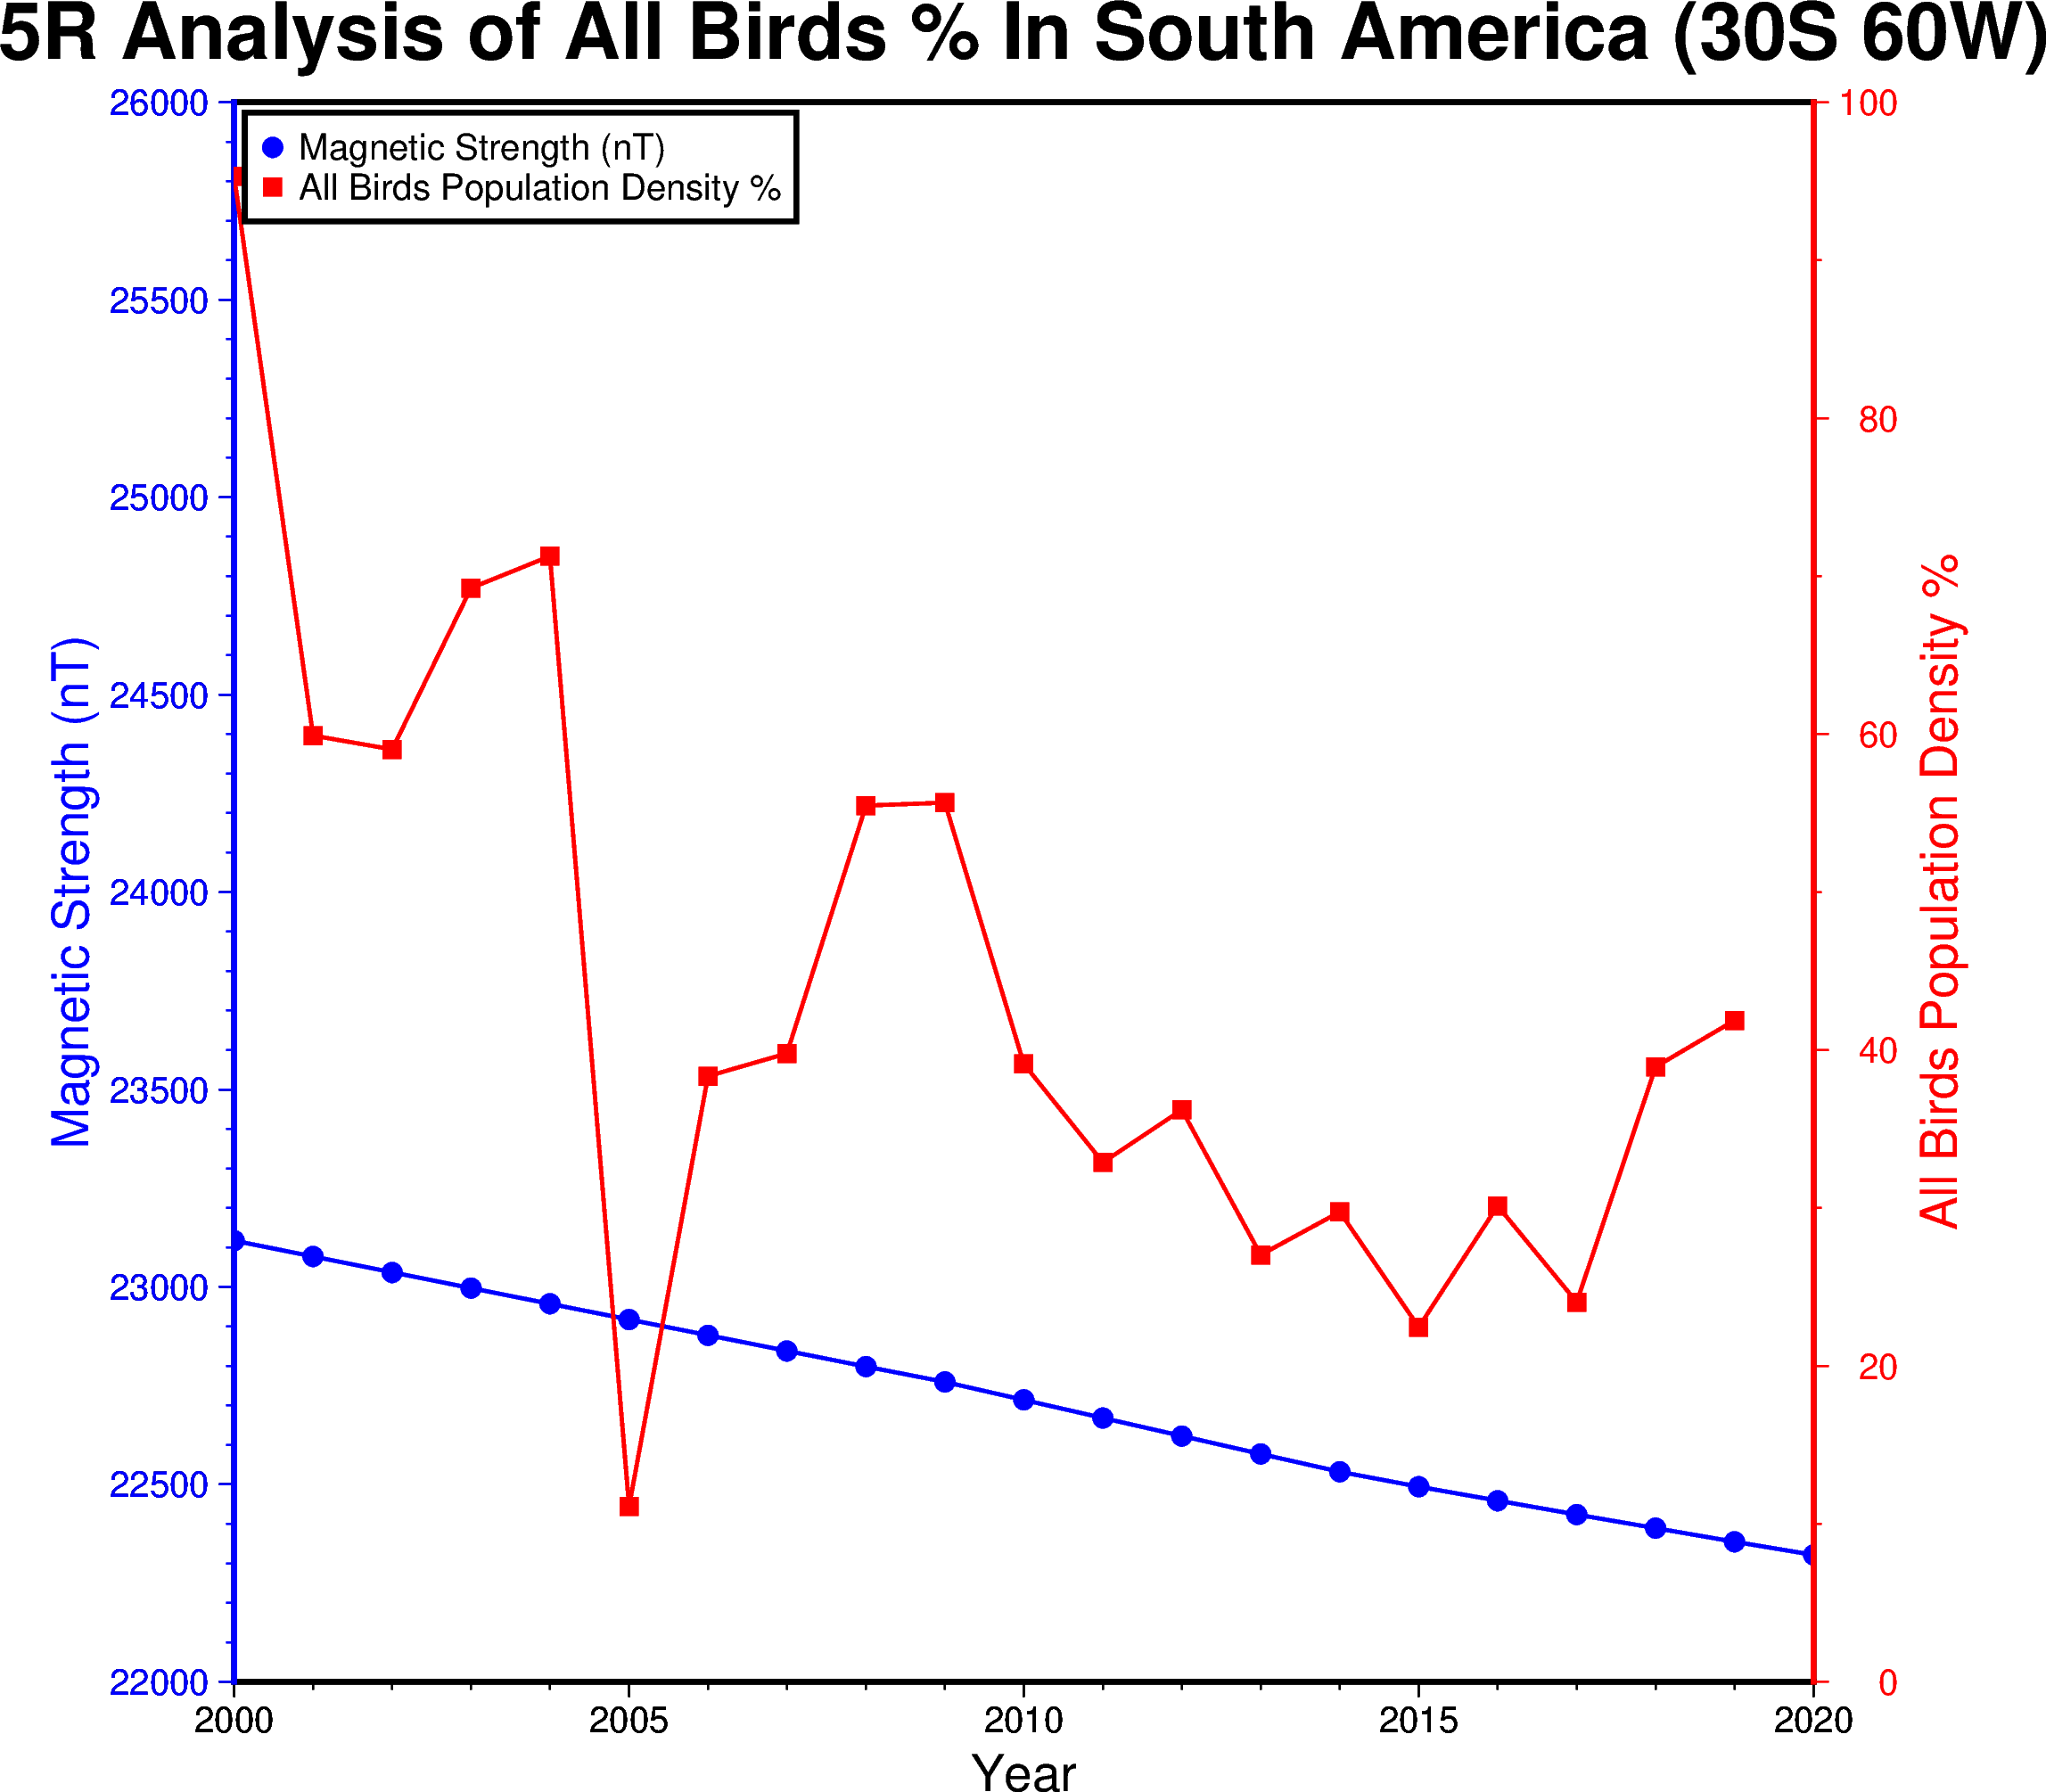 5R Analysis of All Birds % In South America (30S 60W)
Magnetic Strength (nT)
All Birds Population Density %
26000
25500
25000
24500
24000
23500
23000
22500
22000
Magnetic Strength (nT)
100
80
60
40
20
0
All Birds Population Density %
2000 2005 2010 2015 2020
Year